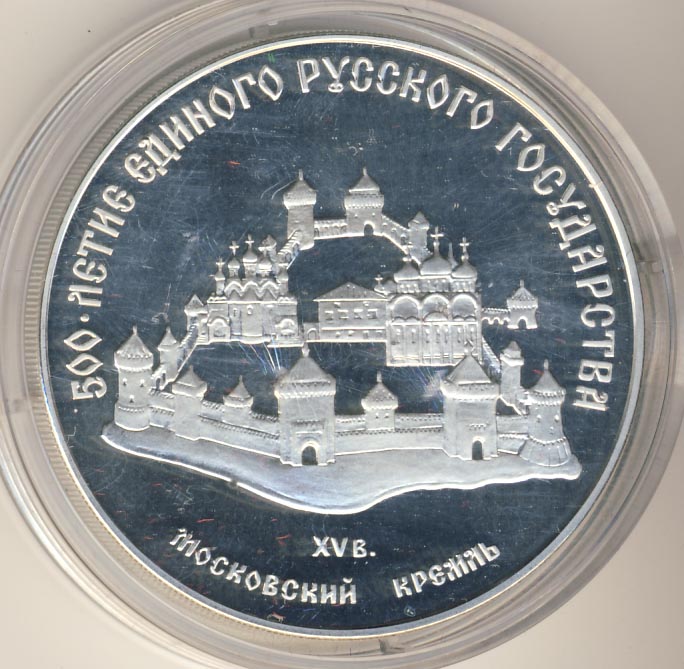 500·ЛЕТИЕ ЕДИНОГО РУССКОГО ГОСУДАРСТВА
XV В.
МОСКОВСКИЙ КРЕМЛЬ